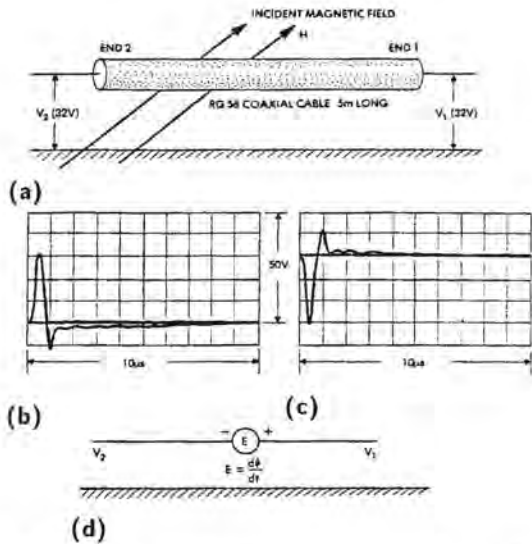 INCIDENT MAGNETIC FIELD
END 2
H
END 1
RG 58 COAXIAL CABLE 5m LONG
V₂ (32V)
V₁ (32V)
(a)
50V
10μs
10μs
(b)
(c)
− E +
V₂
V₁
E = dϕ/dt
(d)